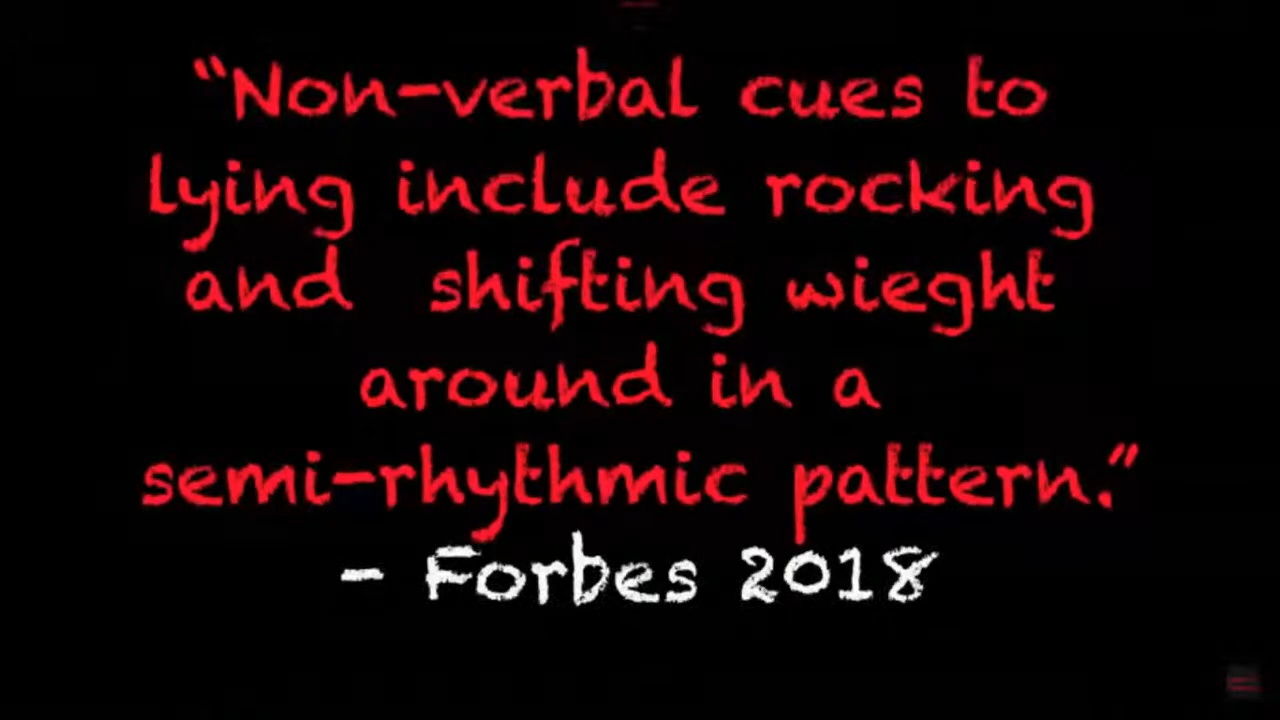 “Non-verbal cues to
lying include rocking
and shifting wieght
around in a
semi-rhythmic pattern.”
- Forbes 2018